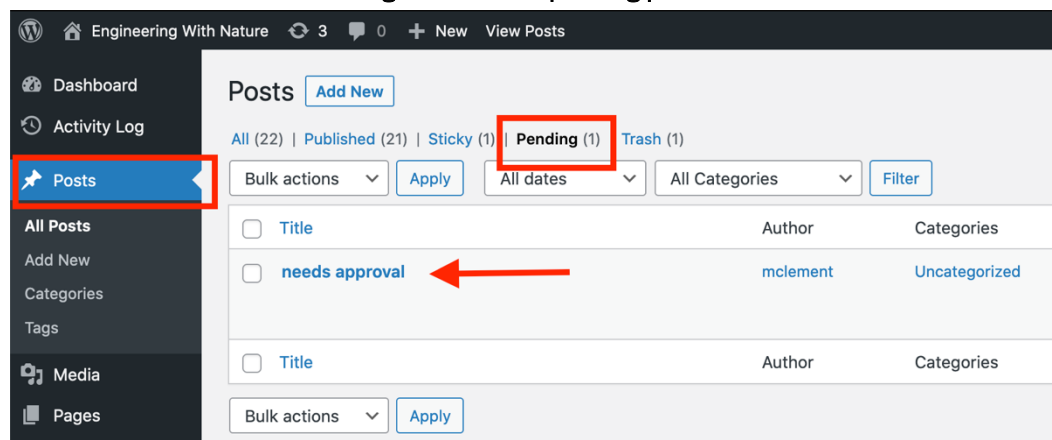 Engineering With Nature 3 0 + New View Posts
Dashboard
Activity Log
Posts
All Posts
Add New
Categories
Tags
Media
Pages
Posts Add New
All (22) | Published (21) | Sticky (1) | Pending (1) Trash (1)
Bulk actions Apply All dates All Categories Filter
Title Author Categories
needs approval mclement Uncategorized
Title Author Categories
Bulk actions Apply